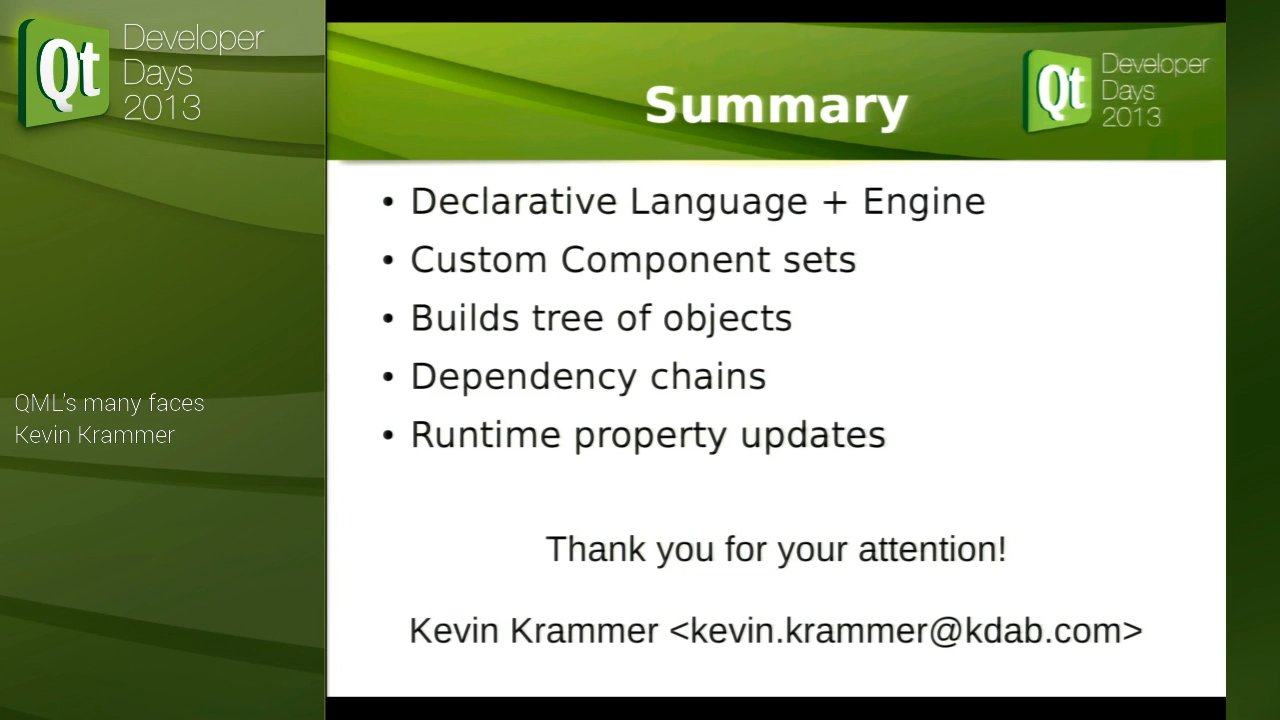 Qt
Developer
Days
2013
QML's many faces
Kevin Krammer
Summary
Qt
Developer
Days
2013
• Declarative Language + Engine
• Custom Component sets
• Builds tree of objects
• Dependency chains
• Runtime property updates
Thank you for your attention!
Kevin Krammer <kevin.krammer@kdab.com>